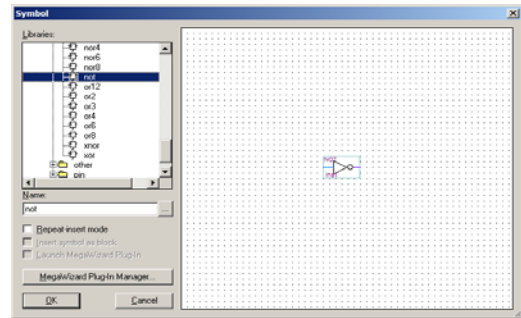 Symbol
Libraries:
nor4
nor6
nor8
not
or12
or2
or3
or4
or6
or8
xnor
xor
other
pin
Name:
not
...
Repeat-insert mode
Insert symbol as block
Launch MegaWizard Plug-In
MegaWizard Plug-In Manager...
OK
Cancel
NOT